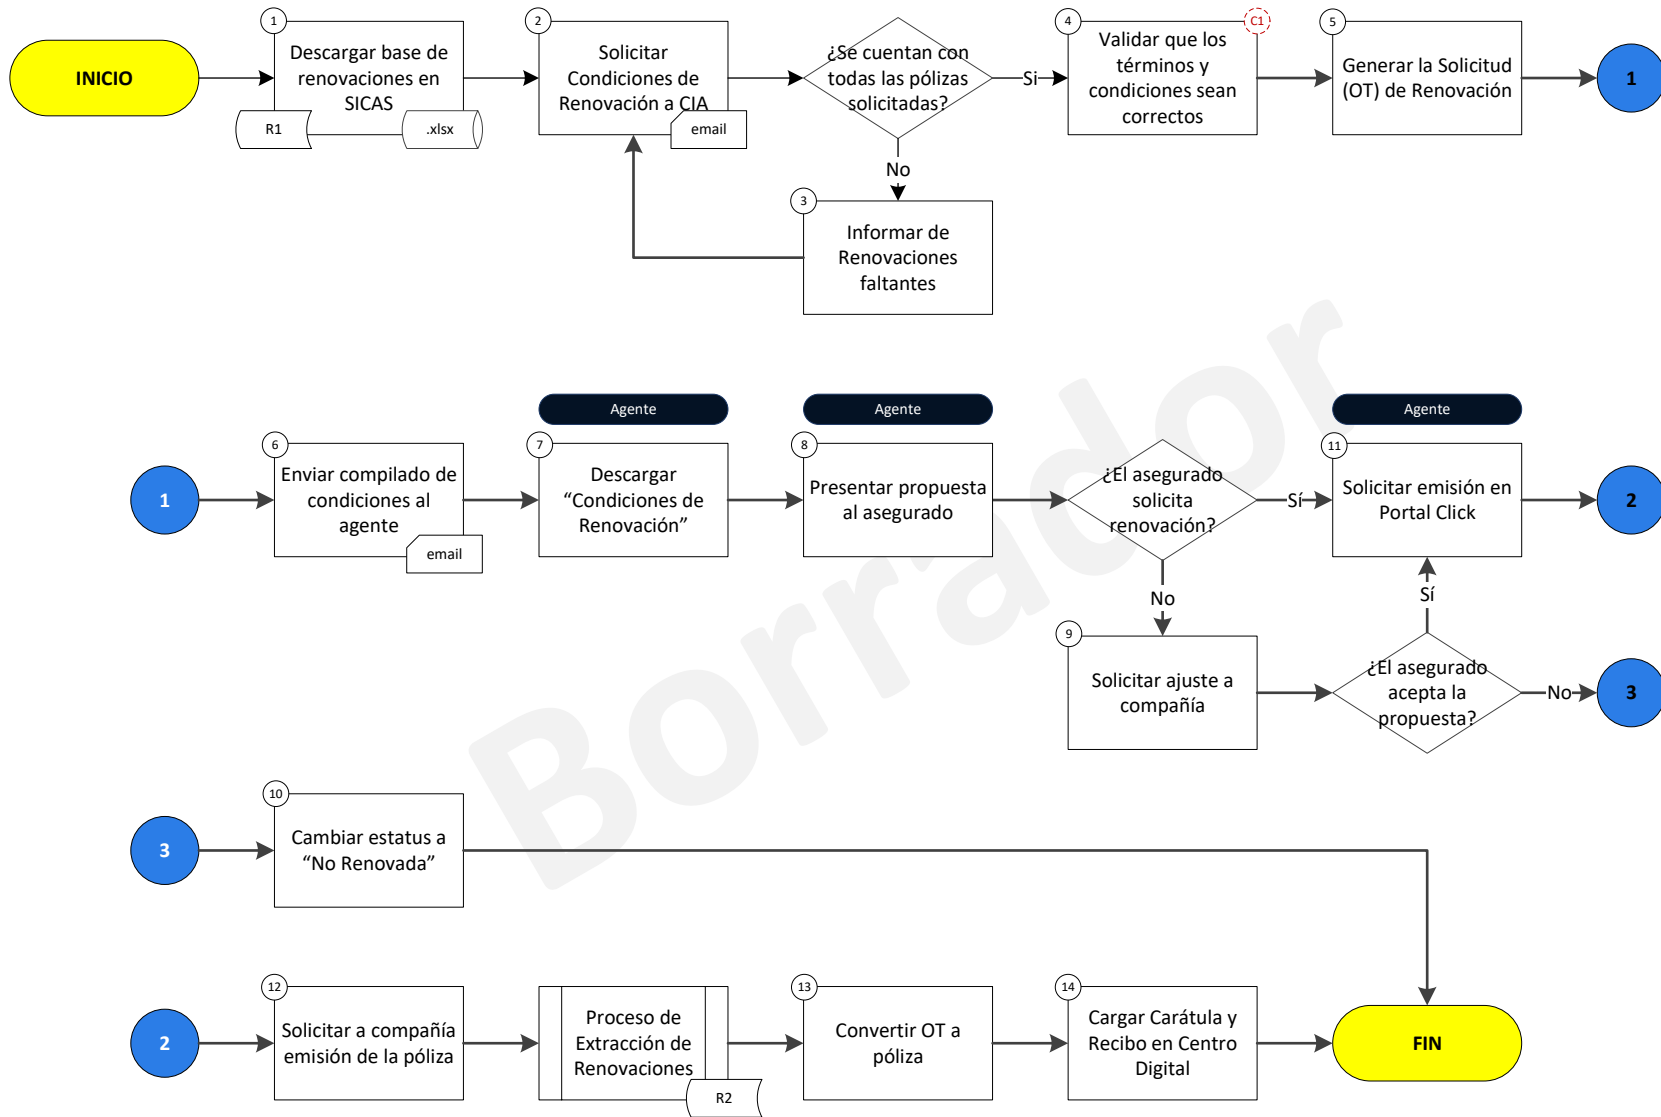 INICIO
1
Descargar base de
renovaciones en
SICAS
R1
.xlsx
2
Solicitar
Condiciones de
Renovación a CIA
email
¿Se cuentan con
todas las pólizas
solicitadas?
Si
No
3
Informar de
Renovaciones
faltantes
4
C1
Validar que los
términos y
condiciones sean
correctos
5
Generar la Solicitud
(OT) de Renovación
1
1
6
Enviar compilado de
condiciones al
agente
email
Agente
7
Descargar
“Condiciones de
Renovación”
Agente
8
Presentar propuesta
al asegurado
¿El asegurado
solicita
renovación?
Sí
No
Agente
11
Solicitar emisión en
Portal Click
2
9
Solicitar ajuste a
compañía
¿El asegurado
acepta la
propuesta?
Sí
No
3
3
10
Cambiar estatus a
“No Renovada”
2
12
Solicitar a compañía
emisión de la póliza
Proceso de
Extracción de
Renovaciones
R2
13
Convertir OT a
póliza
14
Cargar Carátula y
Recibo en Centro
Digital
FIN
Borrador